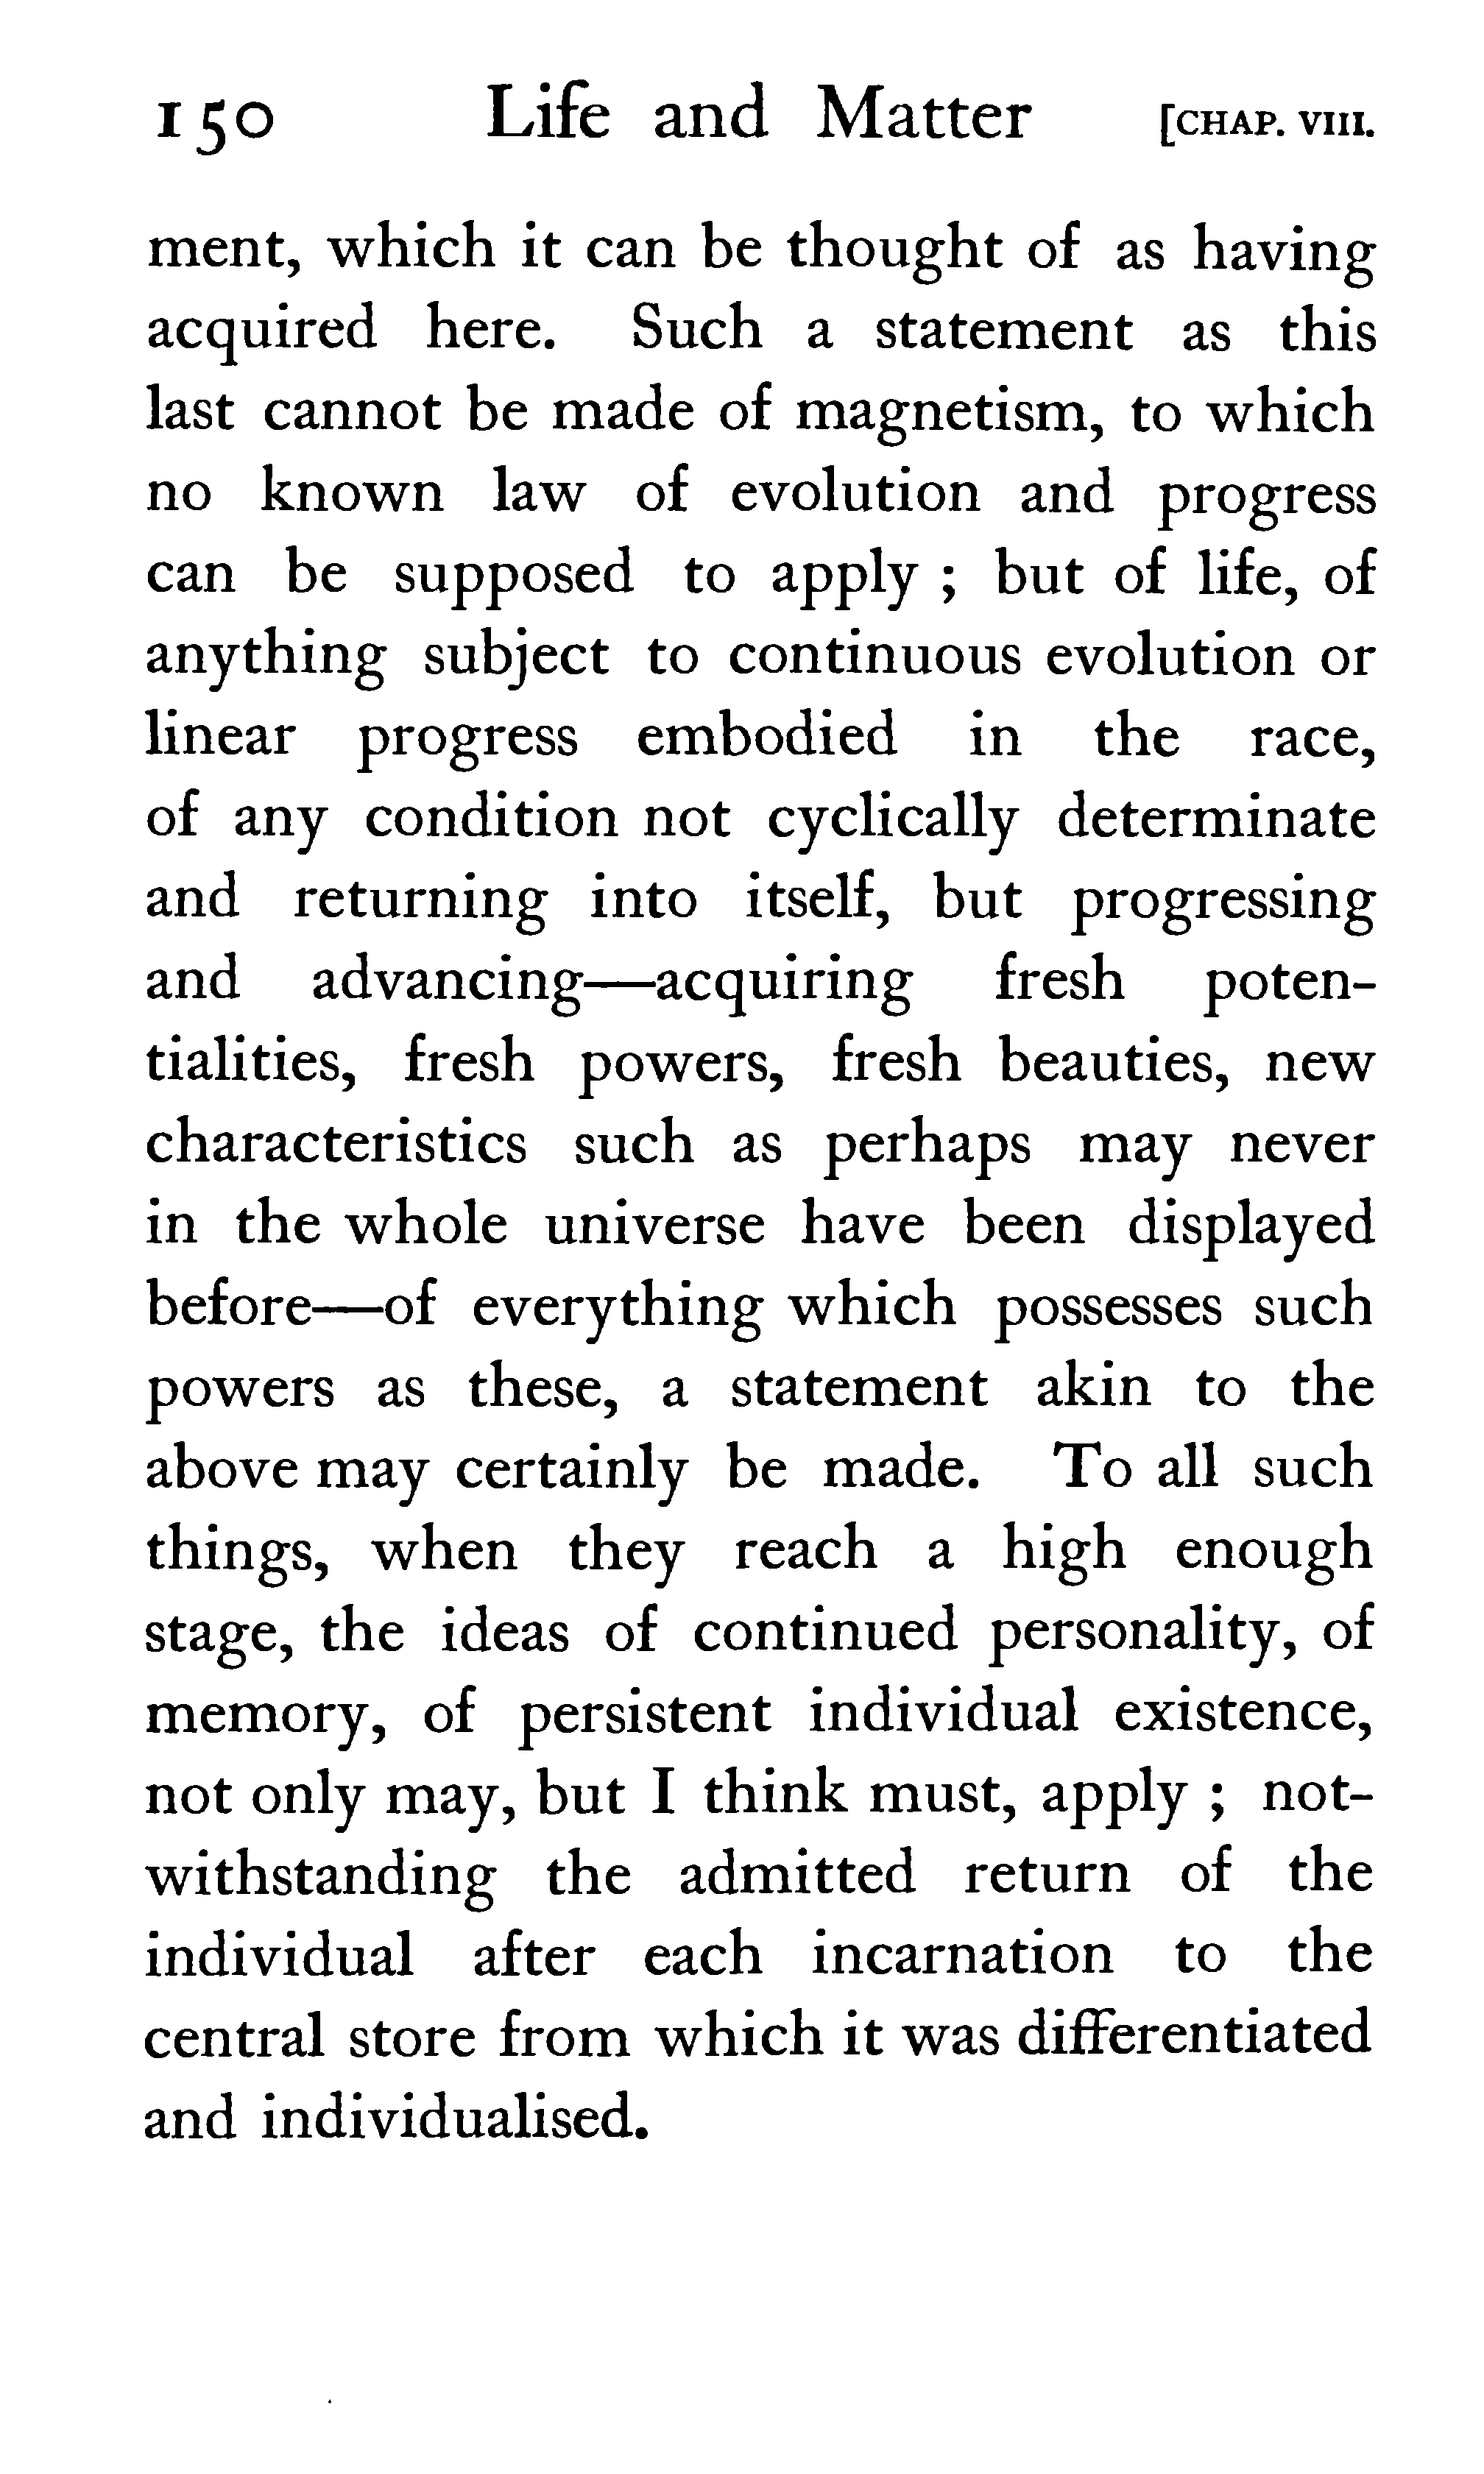 150 Life and Matter [CHAP. VIII.
ment, which it can be thought of as having
acquired here. Such a statement as this
last cannot be made of magnetism, to which
no known law of evolution and progress
can be supposed to apply ; but of life, of
anything subject to continuous evolution or
linear progress embodied in the race,
of any condition not cyclically determinate
and returning into itself, but progressing
and advancing—acquiring fresh poten-
tialities, fresh powers, fresh beauties, new
characteristics such as perhaps may never
in the whole universe have been displayed
before—of everything which possesses such
powers as these, a statement akin to the
above may certainly be made. To all such
things, when they reach a high enough
stage, the ideas of continued personality, of
memory, of persistent individual existence,
not only may, but I think must, apply ; not-
withstanding the admitted return of the
individual after each incarnation to the
central store from which it was differentiated
and individualised.